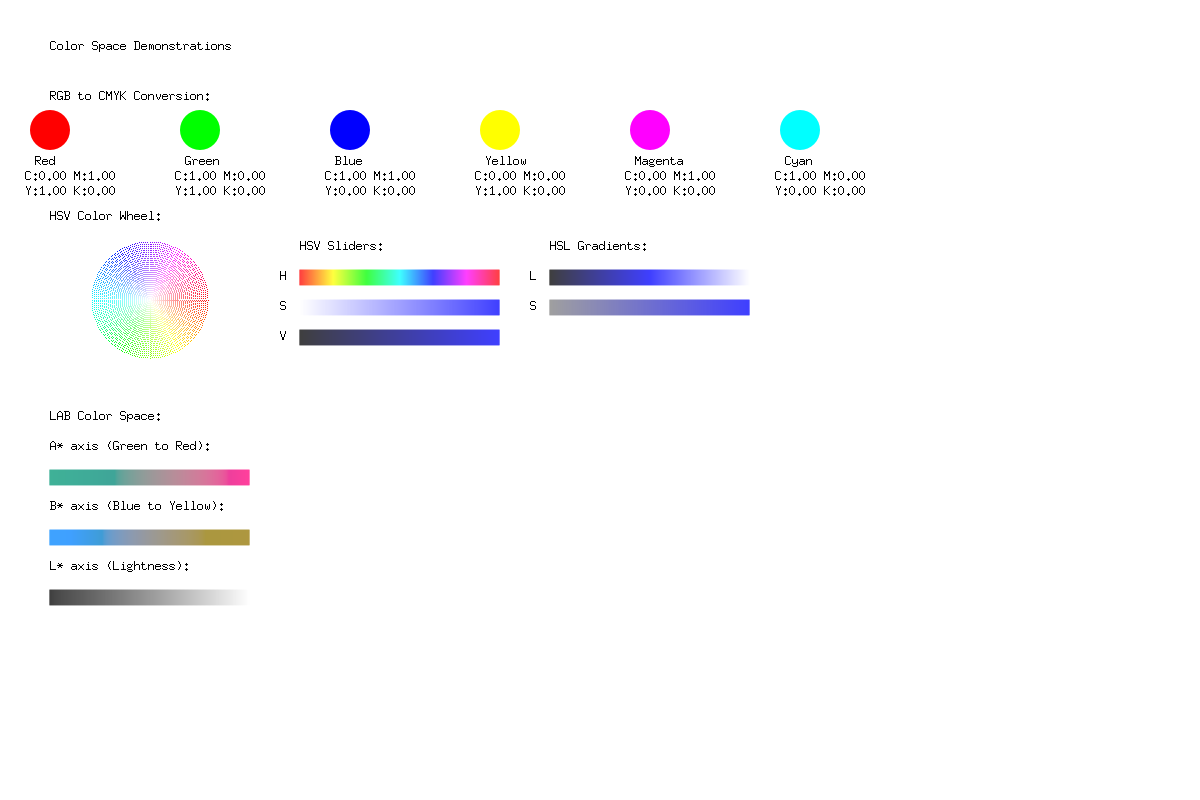 Color Space Demonstrations
RGB to CMYK Conversion:
Red Green Blue Yellow Magenta Cyan
C:0.00 M:1.00 C:1.00 M:0.00 C:1.00 M:1.00 C:0.00 M:0.00 C:0.00 M:1.00 C:1.00 M:0.00
Y:1.00 K:0.00 Y:1.00 K:0.00 Y:0.00 K:0.00 Y:1.00 K:0.00 Y:0.00 K:0.00 Y:0.00 K:0.00
HSV Color Wheel:
HSV Sliders: HSL Gradients:
H L
S S
V
LAB Color Space:
A* axis (Green to Red):
B* axis (Blue to Yellow):
L* axis (Lightness):